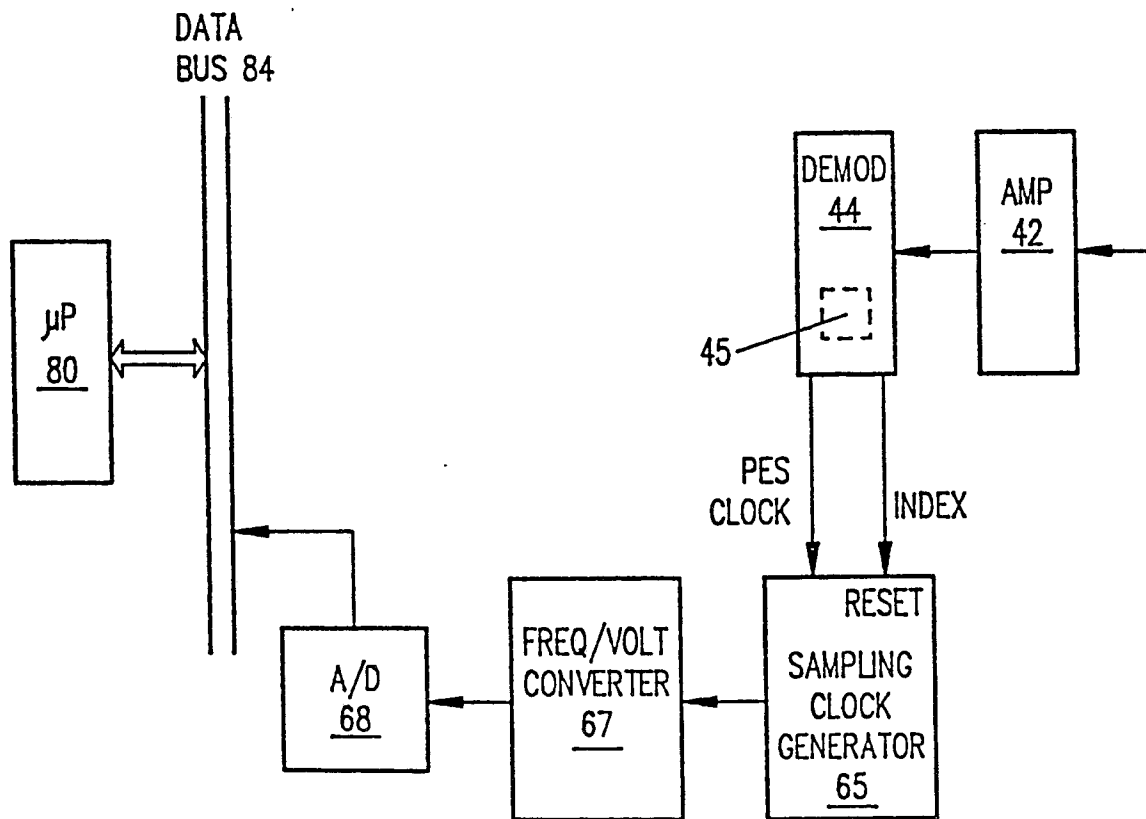 DATA
BUS 84
DEMOD
44
AMP
42
µP
80
45
PES
CLOCK
INDEX
RESET
SAMPLING
CLOCK
GENERATOR
65
FREQ/VOLT
CONVERTER
67
A/D
68